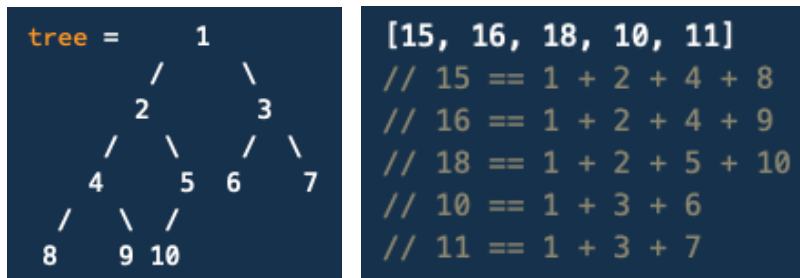 tree = 1
/ \
2 3
/ \ / \
4 5 6 7
/ \ /
8 9 10
[15, 16, 18, 10, 11]
// 15 == 1 + 2 + 4 + 8
// 16 == 1 + 2 + 4 + 9
// 18 == 1 + 2 + 5 + 10
// 10 == 1 + 3 + 6
// 11 == 1 + 3 + 7